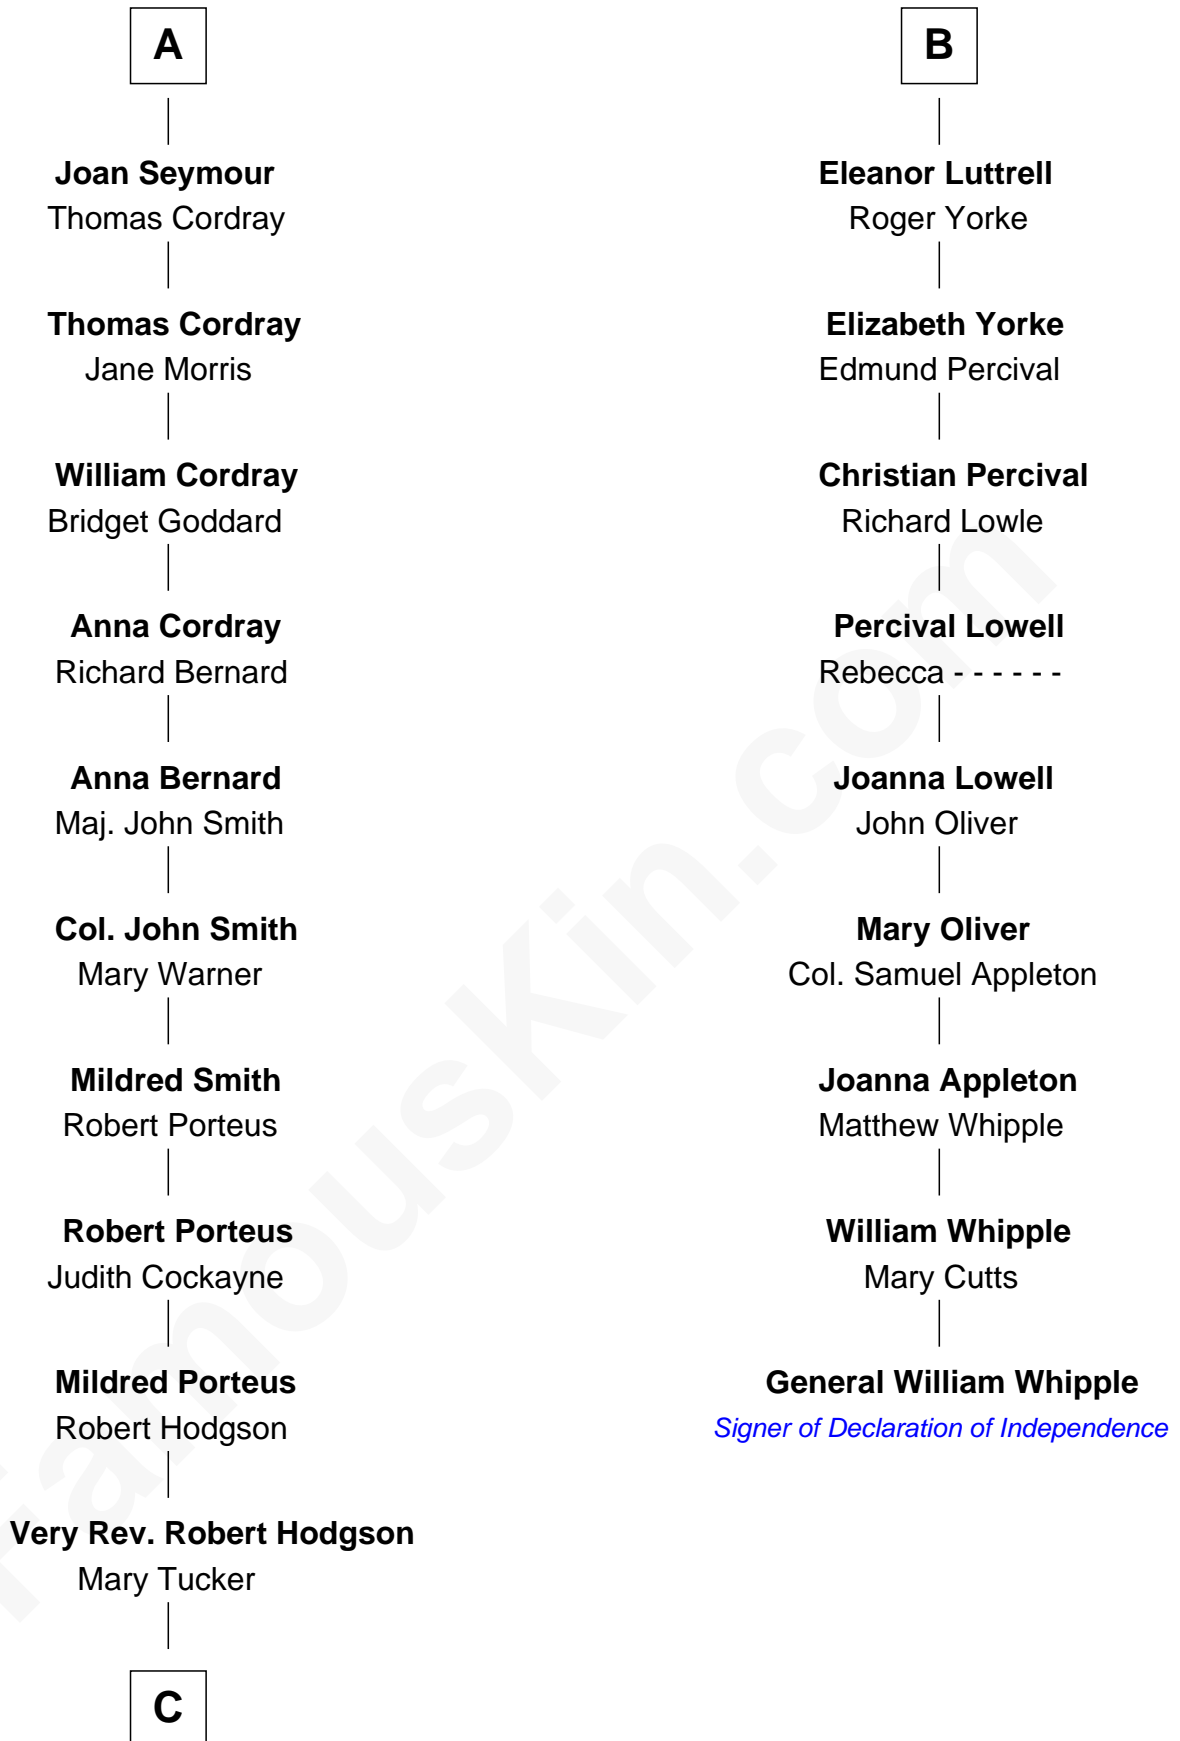 A
Joan Seymour
Thomas Cordray
Thomas Cordray
Jane Morris
William Cordray
Bridget Goddard
Anna Cordray
Richard Bernard
Anna Bernard
Maj. John Smith
Col. John Smith
Mary Warner
Mildred Smith
Robert Porteus
Robert Porteus
Judith Cockayne
Mildred Porteus
Robert Hodgson
Very Rev. Robert Hodgson
Mary Tucker
C
B
Eleanor Luttrell
Roger Yorke
Elizabeth Yorke
Edmund Percival
Christian Percival
Richard Lowle
Percival Lowell
Rebecca - - - - - -
Joanna Lowell
John Oliver
Mary Oliver
Col. Samuel Appleton
Joanna Appleton
Matthew Whipple
William Whipple
Mary Cutts
General William Whipple
Signer of Declaration of Independence
FamousKin.com